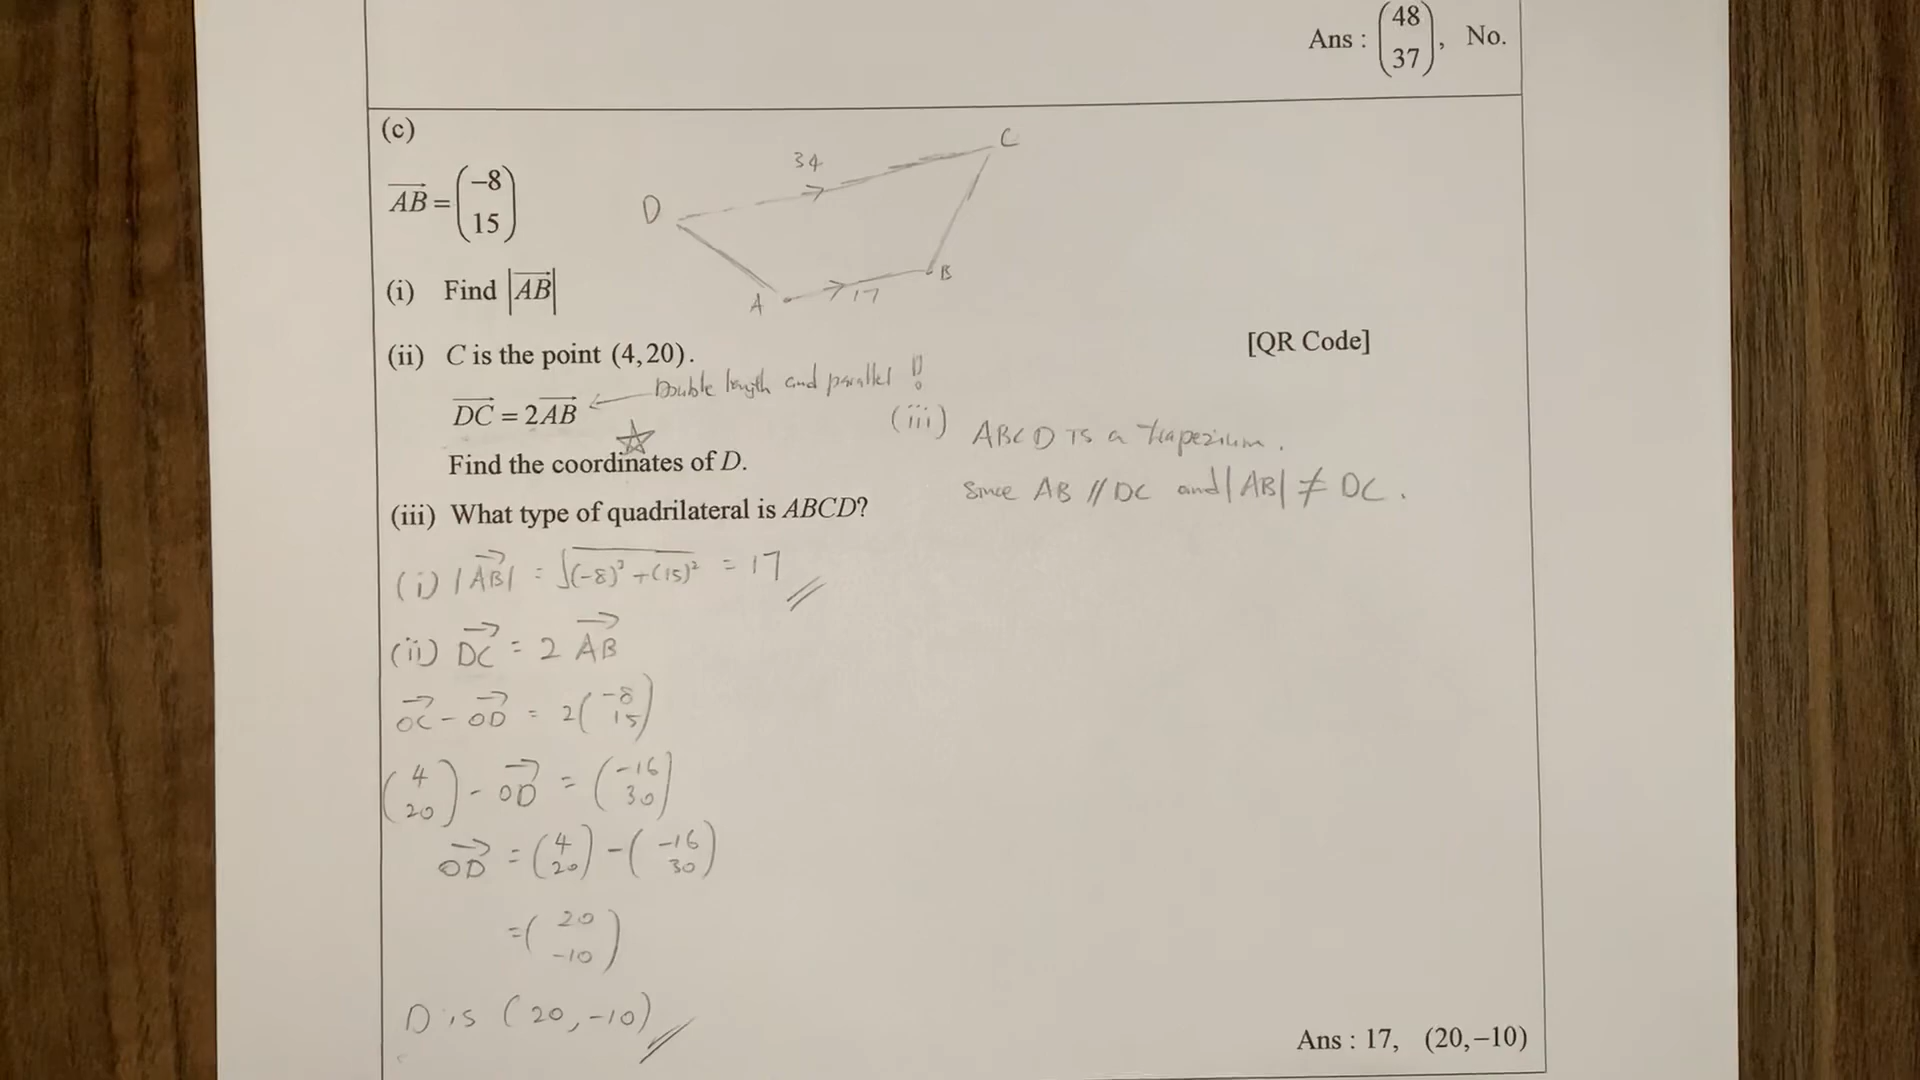 Ans : (48 37), No.
(c)
AB = (–8 15)
34
C
D
A
17
B
(i) Find |AB|
(ii) C is the point (4, 20).
[QR Code]
DC = 2AB
Double length and parallel !!
Find the coordinates of D.
(iii) What type of quadrilateral is ABCD?
(iii) ABCD is a trapezium.
Since AB // DC and |AB| ≠ DC.
(i) |AB| = √(-8)² + (15)² = 17
(ii) DC = 2 AB
OC - OD = 2(-8 15)
(4 20) - OD = (-16 30)
OD = (4 20) - (-16 30)
= (20 -10)
D is (20, -10)
Ans : 17, (20, –10)